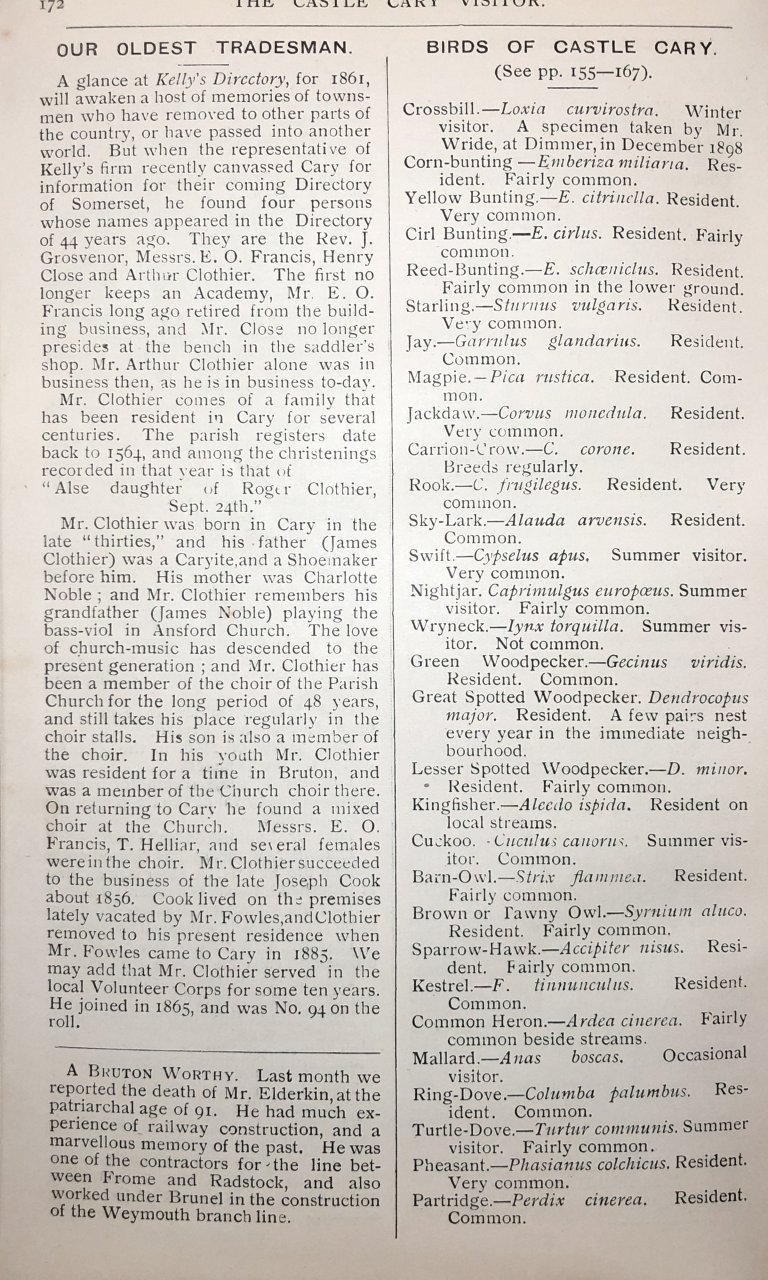 172
THE CASTLE CARY VISITOR.
OUR OLDEST TRADESMAN.
A glance at Kelly's Directory, for 1861,
will awaken a host of memories of towns-
men who have removed to other parts of
the country, or have passed into another
world. But when the representative of
Kelly's firm recently canvassed Cary for
information for their coming Directory
of Somerset, he found four persons
whose names appeared in the Directory
of 44 years ago. They are the Rev. J.
Grosvenor, Messrs. E. O. Francis, Henry
Close and Arthur Clothier. The first no
longer keeps an Academy, Mr. E. O.
Francis long ago retired from the build-
ing business, and Mr. Close no longer
presides at the bench in the saddler's
shop. Mr. Arthur Clothier alone was in
business then, as he is in business to-day.
Mr. Clothier comes of a family that
has been resident in Cary for several
centuries. The parish registers date
back to 1564, and among the christenings
recorded in that year is that of
"Alse daughter of Roger Clothier,
Sept. 24th."
Mr. Clothier was born in Cary in the
late "thirties," and his father (James
Clothier) was a Caryite,and a Shoemaker
before him. His mother was Charlotte
Noble ; and Mr. Clothier remembers his
grandfather (James Noble) playing the
bass-viol in Ansford Church. The love
of church-music has descended to the
present generation ; and Mr. Clothier has
been a member of the choir of the Parish
Church for the long period of 48 years,
and still takes his place regularly in the
choir stalls. His son is also a member of
the choir. In his youth Mr. Clothier
was resident for a time in Bruton, and
was a member of the Church choir there.
On returning to Cary he found a mixed
choir at the Church. Messrs. E. O.
Francis, T. Helliar, and several females
were in the choir. Mr. Clothier succeeded
to the business of the late Joseph Cook
about 1856. Cook lived on the premises
lately vacated by Mr. Fowles,and Clothier
removed to his present residence when
Mr. Fowles came to Cary in 1885. We
may add that Mr. Clothier served in the
local Volunteer Corps for some ten years.
He joined in 1865, and was No. 94 on the
roll.
A BRUTON WORTHY. Last month we
reported the death of Mr. Elderkin, at the
patriarchal age of 91. He had much ex-
perience of railway construction, and a
marvellous memory of the past. He was
one of the contractors for the line bet-
ween Frome and Radstock, and also
worked under Brunel in the construction
of the Weymouth branch line.
BIRDS OF CASTLE CARY.
(See pp. 155—167).
Crossbill.—Loxia curvirostra. Winter
visitor. A specimen taken by Mr.
Wride, at Dimmer, in December 1898
Corn-bunting —Emberiza miliaria. Res-
ident. Fairly common.
Yellow Bunting.—E. citrinella. Resident.
Very common.
Cirl Bunting.—E. cirlus. Resident. Fairly
common.
Reed-Bunting.—E. schœniclus. Resident.
Fairly common in the lower ground.
Starling.—Sturnus vulgaris. Resident.
Very common.
Jay.—Garrulus glandarius. Resident.
Common.
Magpie.—Pica rustica. Resident. Com-
mon.
Jackdaw.—Corvus monedula. Resident.
Very common.
Carrion-Crow.—C. corone. Resident.
Breeds regularly.
Rook.—C. frugilegus. Resident. Very
common.
Sky-Lark.—Alauda arvensis. Resident.
Common.
Swift.—Cypselus apus. Summer visitor.
Very common.
Nightjar. Caprimulgus europœus. Summer
visitor. Fairly common.
Wryneck.—Iynx torquilla. Summer vis-
itor. Not common.
Green Woodpecker.—Gecinus viridis.
Resident. Common.
Great Spotted Woodpecker. Dendrocopus
major. Resident. A few pairs nest
every year in the immediate neigh-
bourhood.
Lesser Spotted Woodpecker.—D. minor.
Resident. Fairly common.
Kingfisher.—Alcedo ispida. Resident on
local streams.
Cuckoo. - Cuculus canorus. Summer vis-
itor. Common.
Barn-Owl.—Strix flammea. Resident.
Fairly common.
Brown or Tawny Owl.—Syrnium aluco.
Resident. Fairly common.
Sparrow-Hawk.—Accipiter nisus. Resi-
dent. Fairly common.
Kestrel.—F. tinnunculus. Resident.
Common.
Common Heron.—Ardea cinerea. Fairly
common beside streams.
Mallard.—Anas boscas. Occasional
visitor.
Ring-Dove.—Columba palumbus. Res-
ident. Common.
Turtle-Dove.—Turtur communis. Summer
visitor. Fairly common.
Pheasant.—Phasianus colchicus. Resident.
Very common.
Partridge.—Perdix cinerea. Resident.
Common.